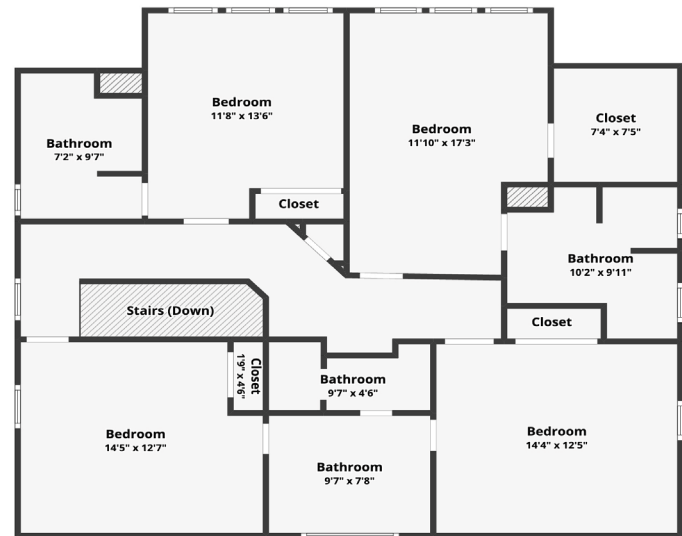 Bedroom
11'8" x 13'6"
Bedroom
11'10" x 17'3"
Closet
7'4" x 7'5"
Bathroom
7'2" x 9'7"
Closet
Bathroom
10'2" x 9'11"
Stairs (Down)
Closet
Closet
1'9" x 4'6"
Bathroom
9'7" x 4'6"
Bedroom
14'5" x 12'7"
Bedroom
14'4" x 12'5"
Bathroom
9'7" x 7'8"